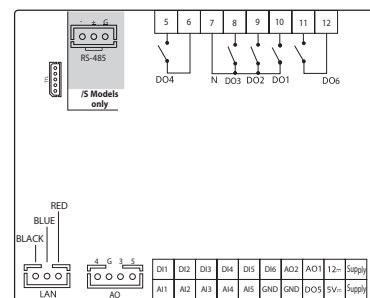 - ± G
RS-485
/S Models
only
TTL
5 6 7 8 9 10 11 12
DO4 N DO3 DO2 DO1 DO6
RED
BLUE
BLACK
LAN
4 G 3 5
AO
DI1 DI2 DI3 DI4 DI5 DI6 AO2 AO1 12 Supply
AI1 AI2 AI3 AI4 AI5 GND GND DO5 5V Supply